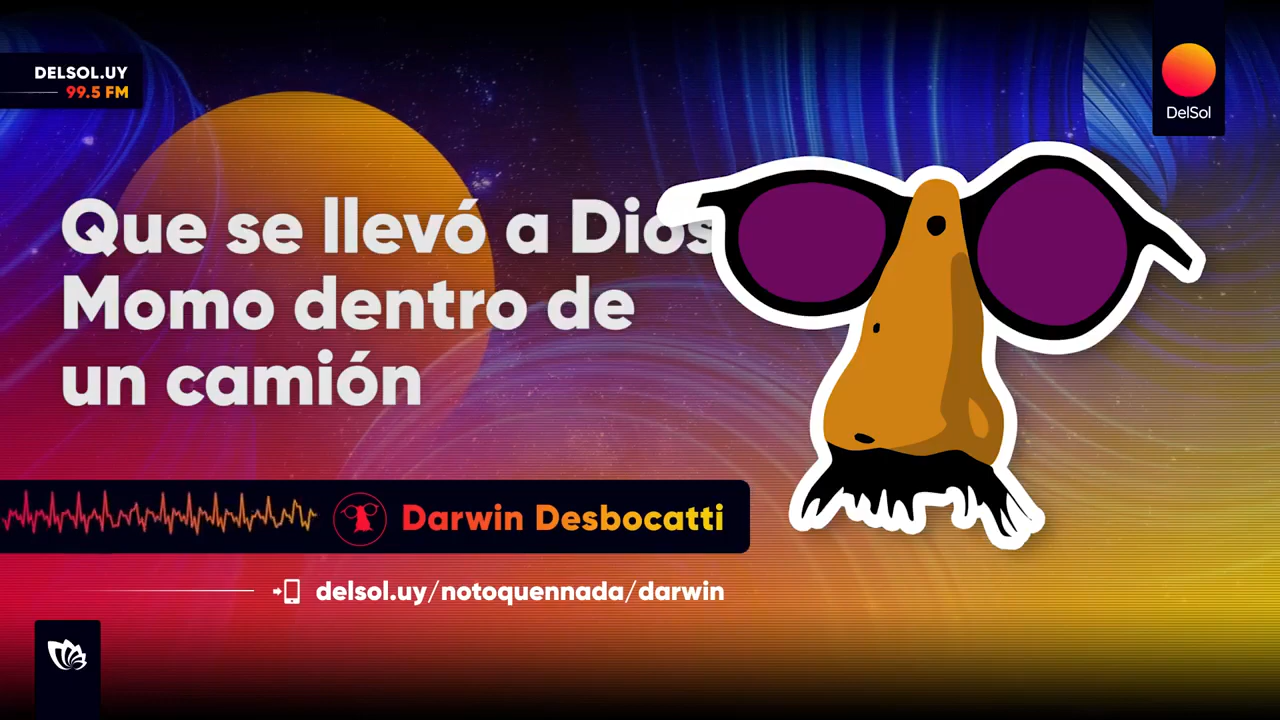 DELSOL.UY
99.5 FM
DelSol
Que se llevó a Dios
Momo dentro de
un camión
Darwin Desbocatti
delsol.uy/notoquennada/darwin